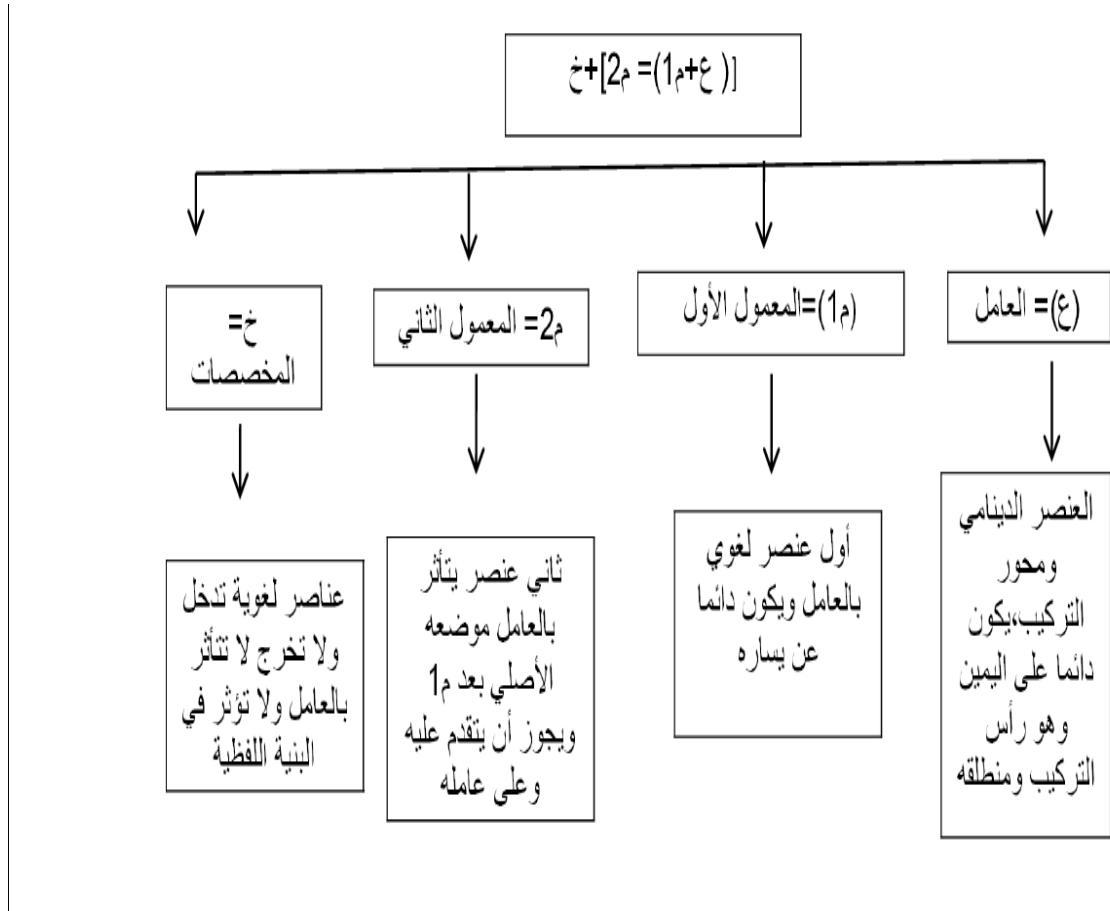 [( ع+م1)= م2]+خ
(ع)= العامل
(م1)=المعمول الأول
م2= المعمول الثاني
خ=
المخصصات
العنصر الدينامي
ومحور
التركيب،يكون
دائما على اليمين
وهو رأس
التركيب ومنطلقه
أول عنصر لغوي
بالعامل ويكون دائما
عن يساره
ثاني عنصر يتأثر
بالعامل موضعه
الأصلي بعد م1
ويجوز أن يتقدم عليه
وعلى عامله
عناصر لغوية تدخل
ولا تخرج لا تتأثر
بالعامل ولا تؤثر في
البنية اللفظية